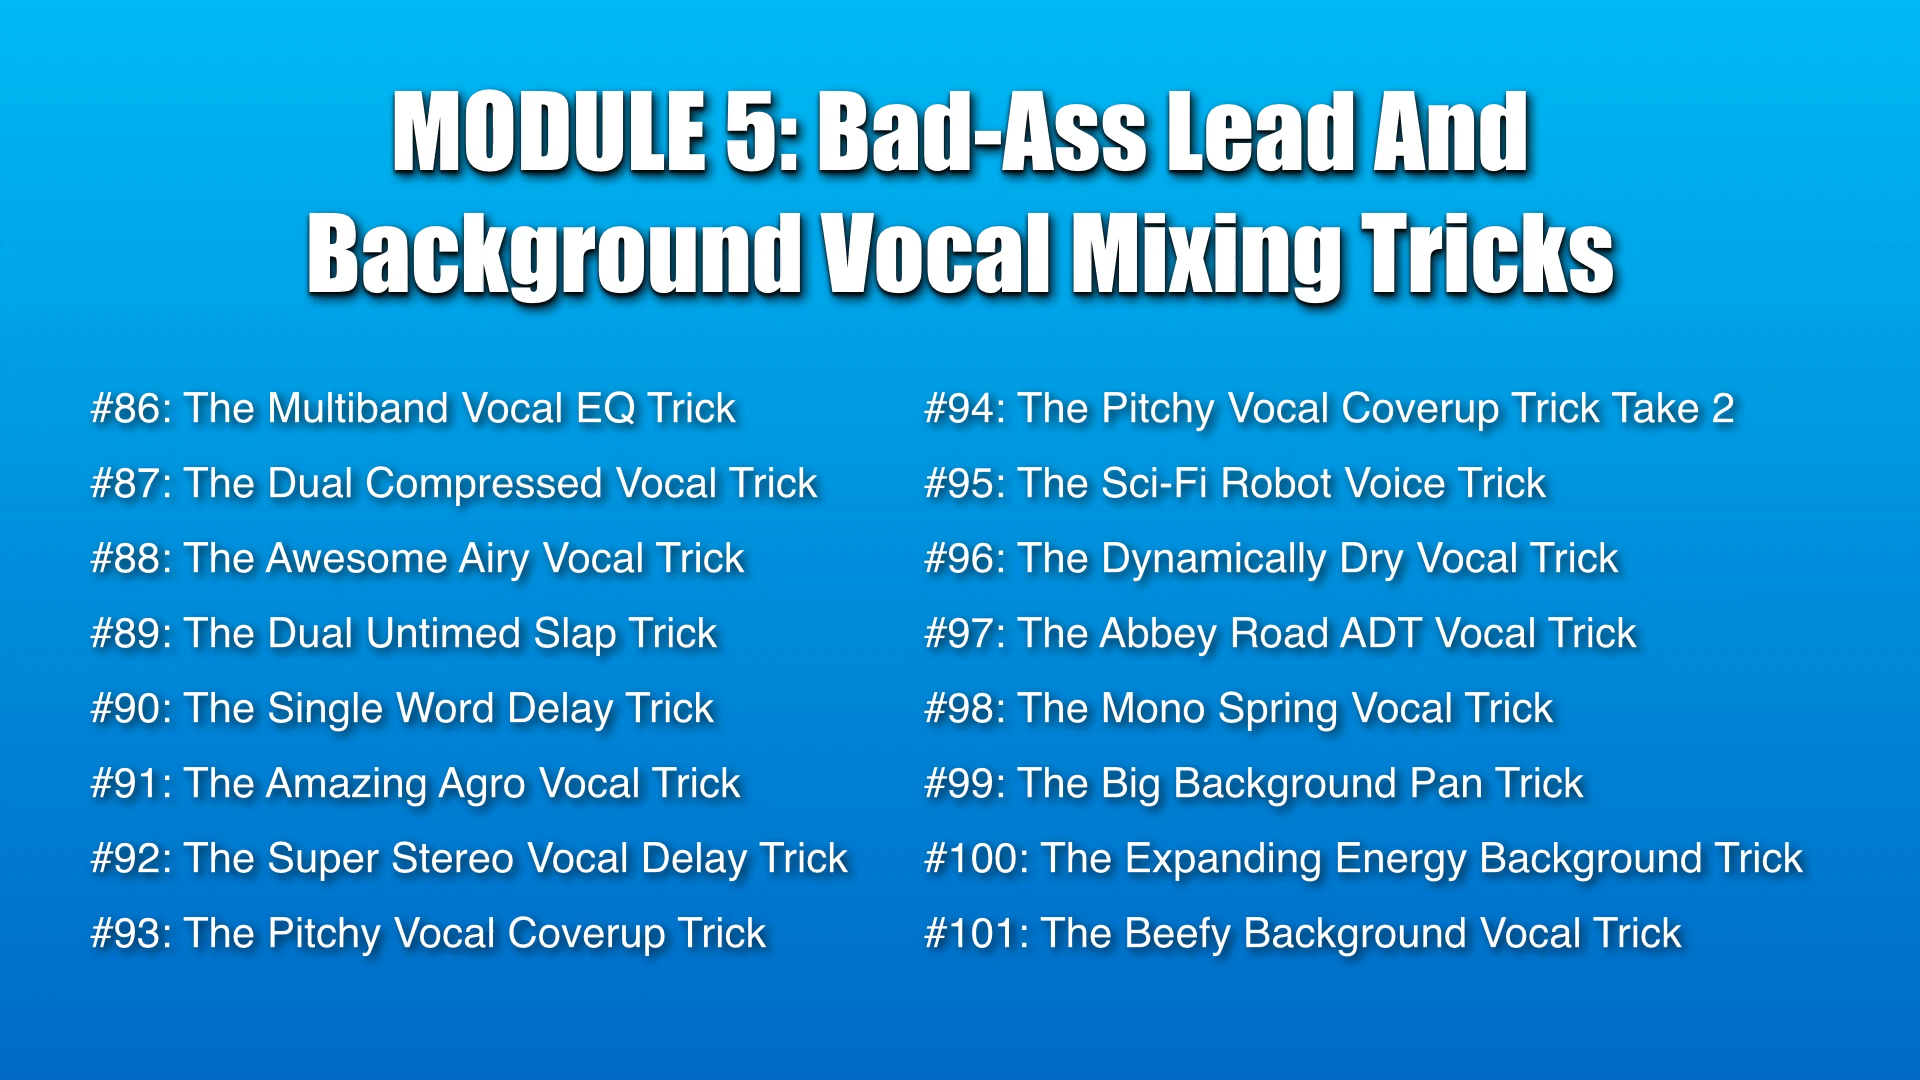 MODULE 5: Bad-Ass Lead And
Background Vocal Mixing Tricks
#86: The Multiband Vocal EQ Trick
#87: The Dual Compressed Vocal Trick
#88: The Awesome Airy Vocal Trick
#89: The Dual Untimed Slap Trick
#90: The Single Word Delay Trick
#91: The Amazing Agro Vocal Trick
#92: The Super Stereo Vocal Delay Trick
#93: The Pitchy Vocal Coverup Trick
#94: The Pitchy Vocal Coverup Trick Take 2
#95: The Sci-Fi Robot Voice Trick
#96: The Dynamically Dry Vocal Trick
#97: The Abbey Road ADT Vocal Trick
#98: The Mono Spring Vocal Trick
#99: The Big Background Pan Trick
#100: The Expanding Energy Background Trick
#101: The Beefy Background Vocal Trick